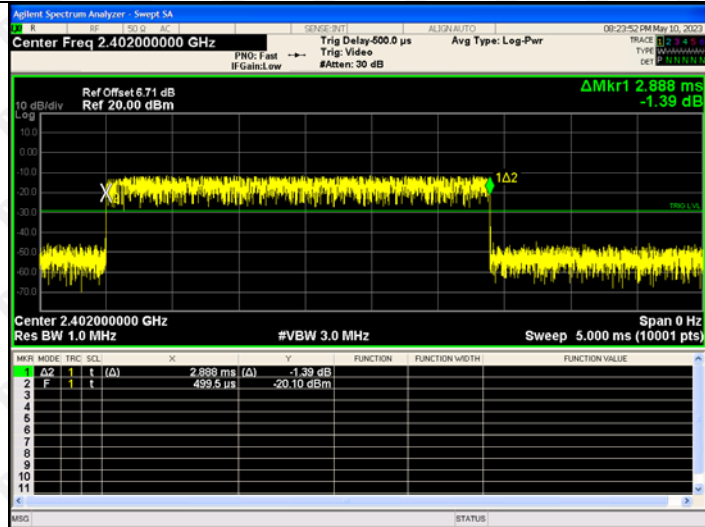 Agilent Spectrum Analyzer - Swept SA
R RF 50 Ω AC SENSE:INT ALIGN AUTO 08:23:52 PM May 10, 2023
Center Freq 2.402000000 GHz
PNO: Fast
IFGain:Low
Trig Delay-500.0 µs
Trig: Video
#Atten: 30 dB
Avg Type: Log-Pwr
TRACE 1 2 3 4 5 6
TYPE WWWWWW
DET P N N N N N
ΔMkr1 2.888 ms
-1.39 dB
Ref Offset 6.71 dB
10 dB/div Ref 20.00 dBm
Log
10.0
0.00
-10.0
1Δ2
-20.0
TRIG LVL
-30.0
-40.0
-50.0
-60.0
-70.0
Center 2.402000000 GHz Span 0 Hz
Res BW 1.0 MHz #VBW 3.0 MHz Sweep 5.000 ms (10001 pts)
MKR MODE TRC SCL X Y FUNCTION FUNCTION WIDTH FUNCTION VALUE
1 Δ2 1 t (Δ) 2.888 ms (Δ) -1.39 dB
2 F 1 t 499.5 µs -20.10 dBm
3
4
5
6
7
8
9
10
11
MSG STATUS